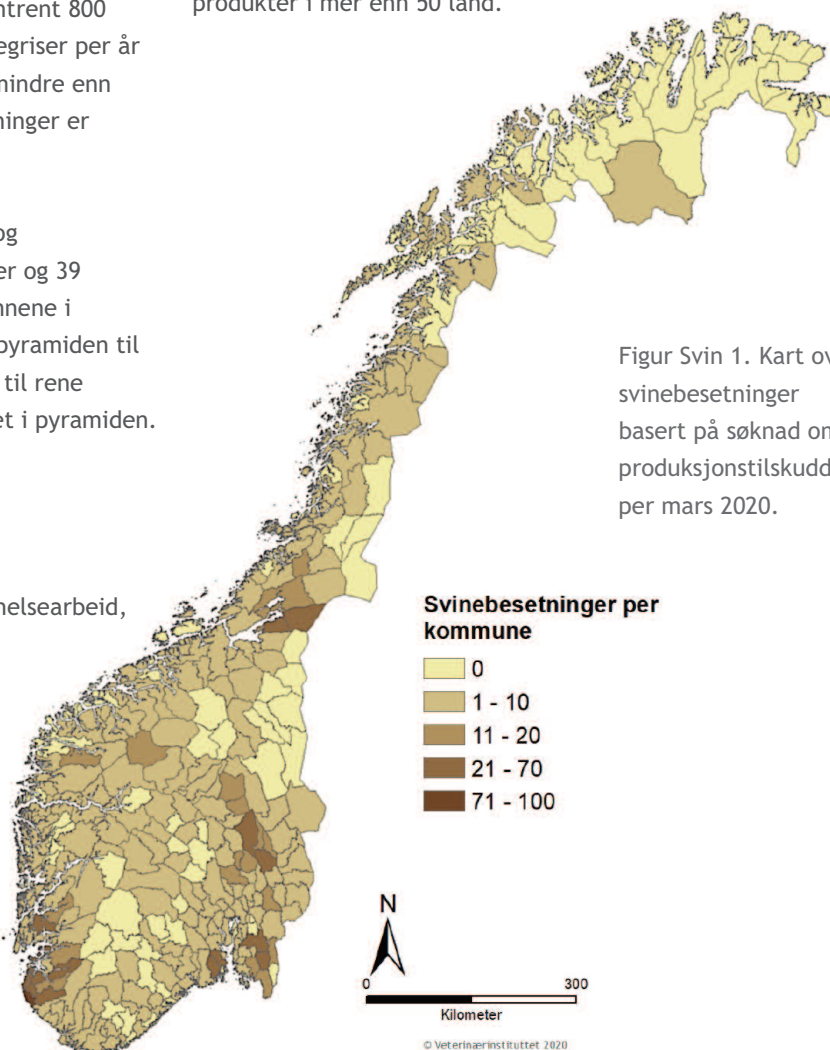 ntrent 800
egriser per år
mindre enn
ninger er
og
er og 39
nnene i
pyramiden til
til rene
et i pyramiden.
nelsearbeid,
produkter i mer enn 50 land.
Figur Svin 1. Kart ov
svinebesetninger
basert på søknad om
produksjonstilskudd
per mars 2020.
Svinebesetninger per
kommune
0
1 - 10
11 - 20
21 - 70
71 - 100
N
0 300
Kilometer
© Veterinærinstituttet 2020